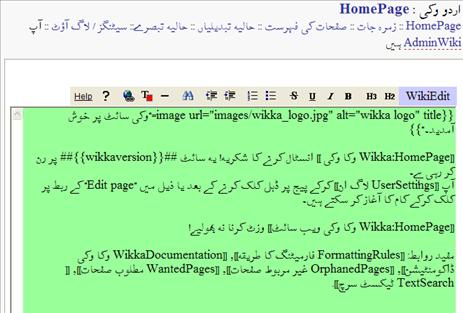 اردو وکی : HomePage
HomePage :: زمرہ جات :: صفحات کی فہرست :: حالیہ تبدیلیاں :: حالیہ تبصرے :: سیٹنگز / لاگ آؤٹ :: آپ
AdminWiki ہیں
Help ? H3 H2 WikiEdit
{{image url="images/wikka_logo.jpg" alt="wikka logo" title="وکی سائٹ پر خوش
آمدید۔"}}
[[Wikka:HomePage وکا وکی ]] انسٹال کرنے کا شکریہ! یہ سائٹ ##{{wikkaversion}}## پر رن
کر رہی ہے۔
آپ [[UserSettings لاگ ان]] کرکے پیج پر ڈبل کلک کرنے کے بعد یا ذیل میں "Edit page" کے ربط پر
کلک کرکے کام کا آغاز کر سکتے ہیں۔
[[Wikka:HomePage وکا وکی ویب سائٹ]] وزٹ کرنا نہ بھولیے!
مفید روابط: [[FormattingRules فارمیٹنگ کا طریقہ]], [[WikkaDocumentation وکا وکی
ڈاکومنٹیشن]], [[OrphanedPages غیر مربوط صفحات]], [[WantedPages مطلوب صفحات]], [[
TextSearch ٹیکسٹ سرچ]].